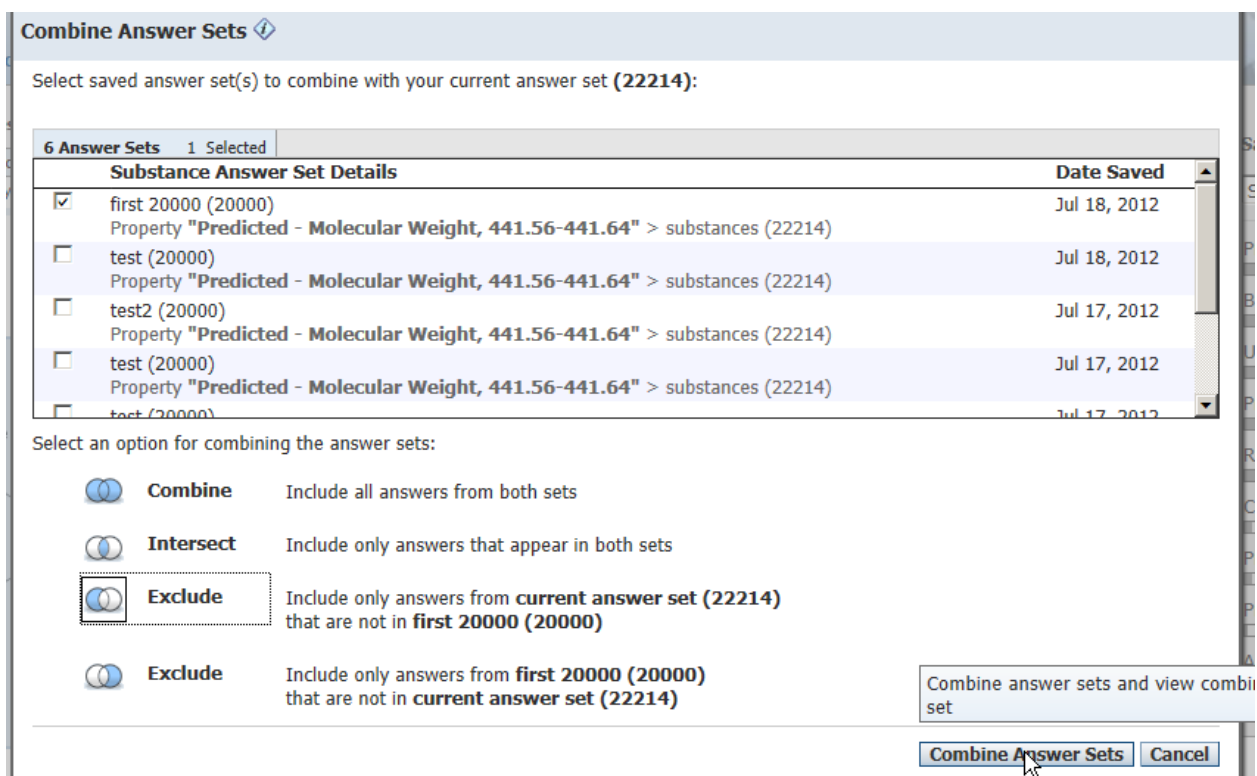 Combine Answer Sets
Select saved answer set(s) to combine with your current answer set (22214):
6 Answer Sets 1 Selected
Substance Answer Set Details Date Saved
first 20000 (20000) Jul 18, 2012
Property "Predicted - Molecular Weight, 441.56-441.64" > substances (22214)
test (20000) Jul 18, 2012
Property "Predicted - Molecular Weight, 441.56-441.64" > substances (22214)
test2 (20000) Jul 17, 2012
Property "Predicted - Molecular Weight, 441.56-441.64" > substances (22214)
test (20000) Jul 17, 2012
Property "Predicted - Molecular Weight, 441.56-441.64" > substances (22214)
test (20000) Jul 17, 2012
Select an option for combining the answer sets:
Combine Include all answers from both sets
Intersect Include only answers that appear in both sets
Exclude Include only answers from current answer set (22214)
that are not in first 20000 (20000)
Exclude Include only answers from first 20000 (20000)
that are not in current answer set (22214)
Combine answer sets and view combin
set
Combine Answer Sets Cancel